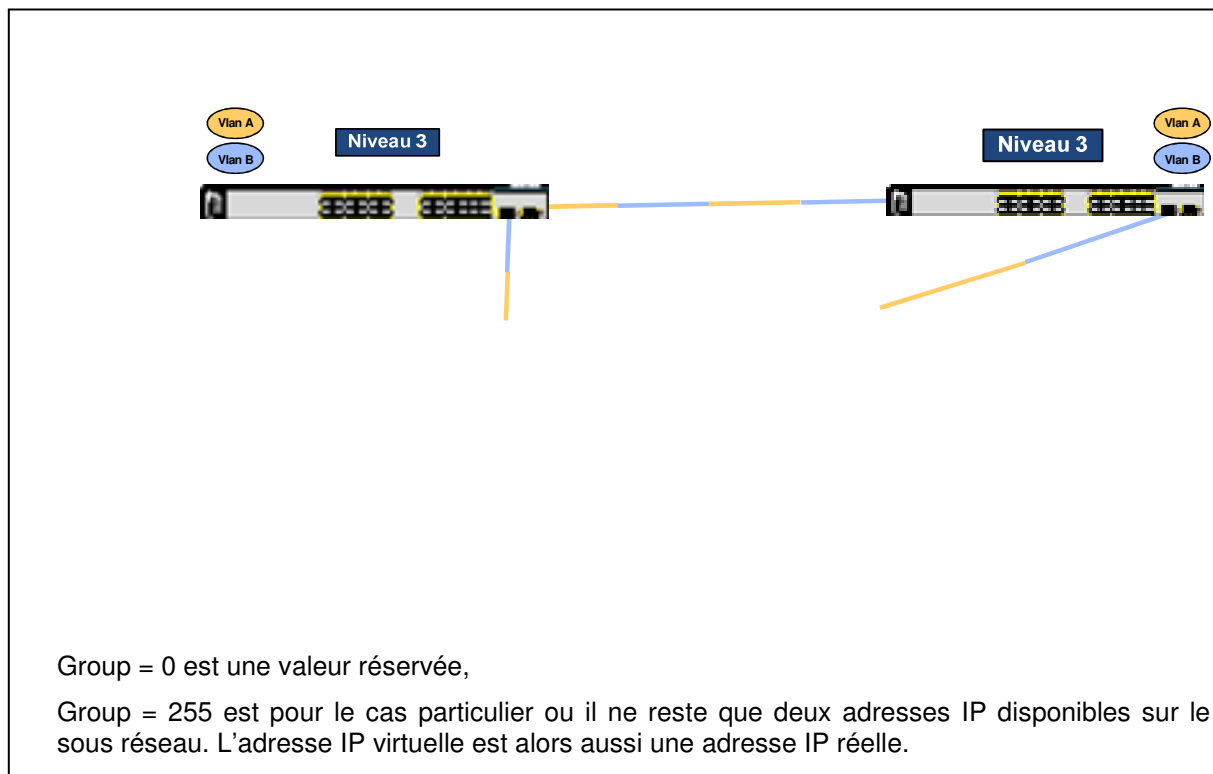 Vlan A
Vlan B
Niveau 3
Niveau 3
Vlan A
Vlan B
Group = 0 est une valeur réservée,
Group = 255 est pour le cas particulier ou il ne reste que deux adresses IP disponibles sur le
sous réseau. L'adresse IP virtuelle est alors aussi une adresse IP réelle.